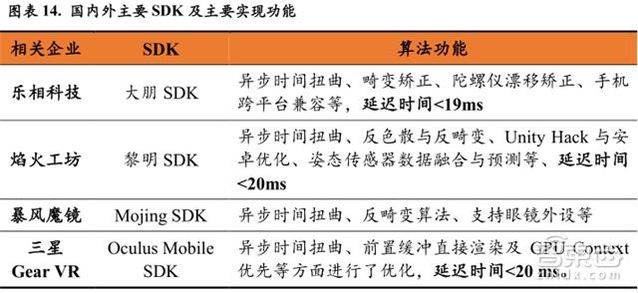 图表 14. 国内外主要 SDK 及主要实现功能
相关企业 SDK 算法功能
乐相科技 大朋 SDK 异步时间扭曲、畸变矫正、陀螺仪漂移矫正、手机
跨平台兼容等，延迟时间<19ms
焰火工坊 黎明 SDK 异步时间扭曲、反色散与反畸变、Unity Hack 与安
卓优化、姿态传感器数据融合与预测等、延迟时间
<20ms
暴风魔镜 Mojing SDK 异步时间扭曲、反畸变算法、支持眼镜外设等
三星 Gear VR Oculus Mobile SDK 异步时间扭曲、前置缓冲直接渲染及 GPU Context
优先等方面进行了优化，延迟时间<20 ms。